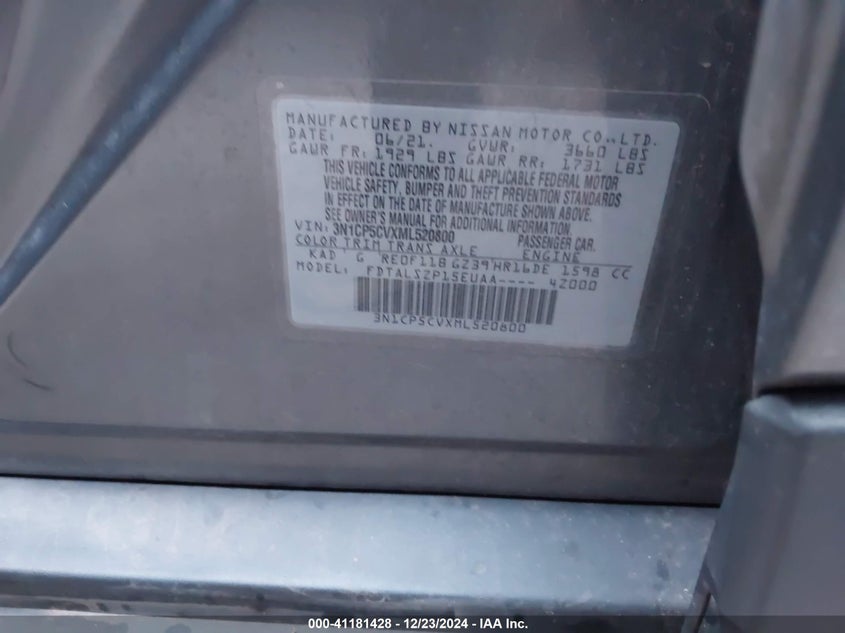 MANUFACTURED BY NISSAN MOTOR CO., LTD.
DATE: 06/21. GVWR: 3660 LBS
GAWR FR: 1929 LBS GAWR RR: 1731 LBS
THIS VEHICLE CONFORMS TO ALL APPLICABLE FEDERAL MOTOR
VEHICLE SAFETY, BUMPER AND THEFT PREVENTION STANDARDS
IN EFFECT ON THE DATE OF MANUFACTURE SHOWN ABOVE.
SEE OWNER'S MANUAL FOR ADDITIONAL INFORMATION.
VIN: 3N1CP5CVXML520800 PASSENGER CAR.
COLOR TRIM TRANS AXLE ENGINE
KAD G RE0F11B GZ39 HR16DE 1598 CC
MODEL: FDTALSZP15EUAA---- 4Z000
3N1CP5CVXML520800
000-41181428 - 12/23/2024 - IAA Inc.